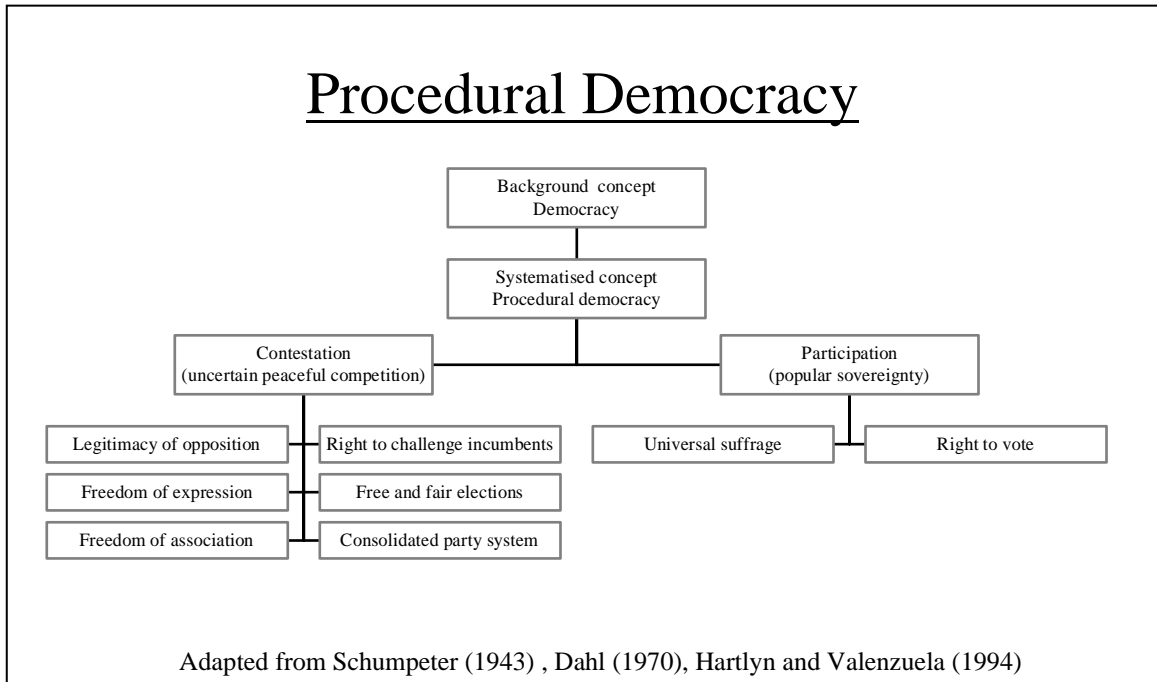 Procedural Democracy
Background concept
Democracy
Systematised concept
Procedural democracy
Contestation
(uncertain peaceful competition)
Participation
(popular sovereignty)
Legitimacy of opposition
Right to challenge incumbents
Universal suffrage
Right to vote
Freedom of expression
Free and fair elections
Freedom of association
Consolidated party system
Adapted from Schumpeter (1943) , Dahl (1970), Hartlyn and Valenzuela (1994)